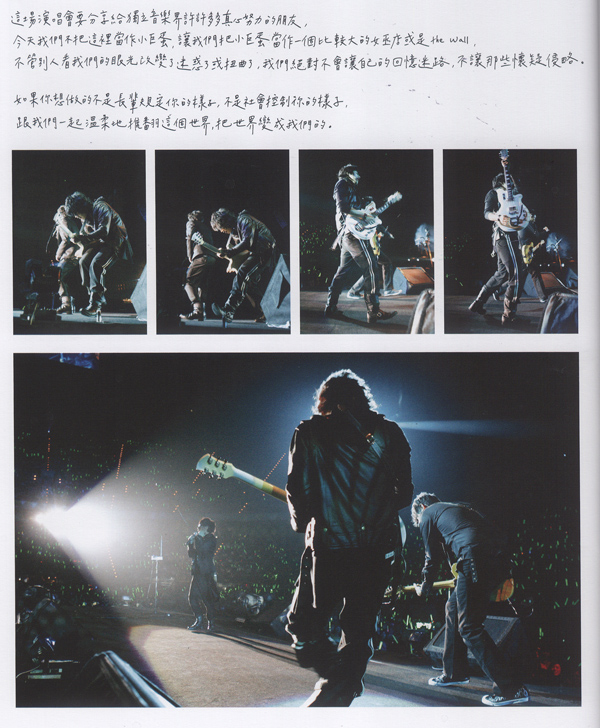 這場演唱會要分享給獨立音樂界許許多多真心努力的朋友，
今天我們不把這裡當作小巨蛋，讓我們把小巨蛋當作一個比較大的女巫店或是 the wall，
不管別人看我們的眼光改變了迷惑了或扭曲了，我們絕對不會讓自己的回憶迷路，不讓那些懷疑侵略。
如果你想做的不是長輩規定你的樣子，不是社會控制你的樣子，
跟我們一起溫柔地推翻這個世界，把世界變成我們的。